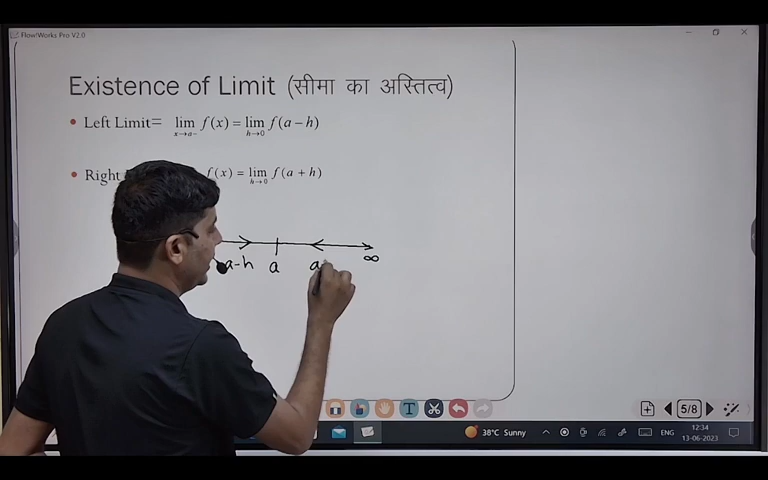 FlowWorks Pro V2.0
Existence of Limit (सीमा का अस्तित्व)
• Left Limit= lim x→a- f(x) = lim h→0 f(a − h)
• Right f(x) = lim h→0 f(a + h)
a-h a a ∞
5/8
T
38°C Sunny
ENG
12:34
13-06-2023